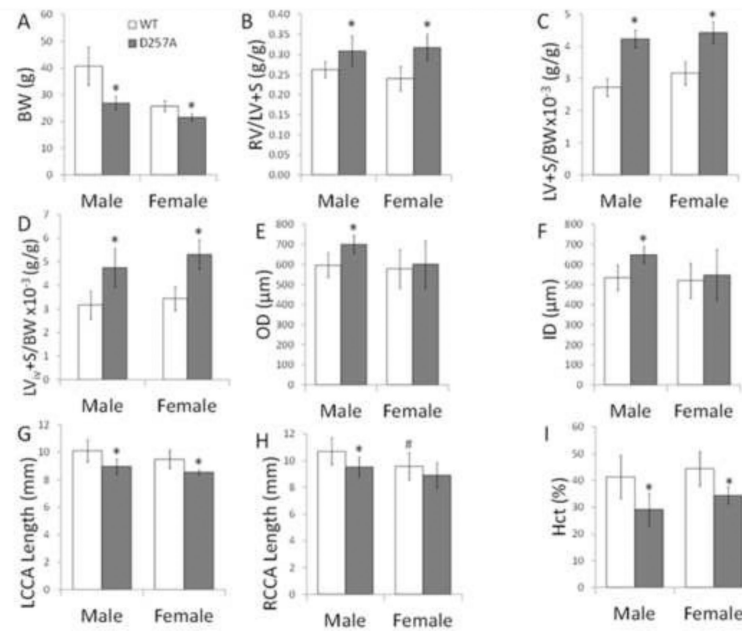 A
WT
D257A
BW (g)
60
50
40
30
20
10
0
Male
Female
B
RV/LV+S (g/g)
0.40
0.35
0.30
0.25
0.20
0.15
0.10
0.05
0.00
*
*
Male
Female
C
LV+S/BWx10-3 (g/g)
5
4
3
2
1
0
*
*
Male
Female
D
LViv+S/BW x10-3 (g/g)
7
6
5
4
3
2
1
0
*
*
Male
Female
E
OD (μm)
800
700
600
500
400
300
200
100
0
*
Male
Female
F
ID (μm)
800
700
600
500
400
300
200
100
0
*
Male
Female
G
LCCA Length (mm)
12
10
8
6
4
2
0
*
*
Male
Female
H
RCCA Length (mm)
12
10
8
6
4
2
0
*
#
Male
Female
I
Hct (%)
60
50
40
30
20
10
0
*
*
Male
Female